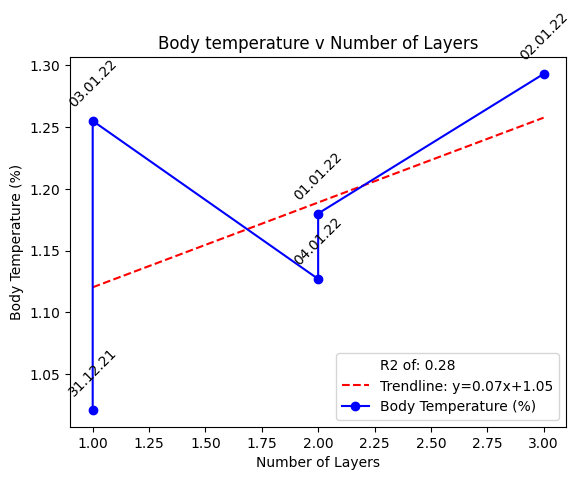 Body temperature v Number of Layers
02.01.22
03.01.22
01.01.22
04.01.22
31.12.21
Body Temperature (%)
1.30
1.25
1.20
1.15
1.10
1.05
R2 of: 0.28
Trendline: y=0.07x+1.05
Body Temperature (%)
1.00 1.25 1.50 1.75 2.00 2.25 2.50 2.75 3.00
Number of Layers